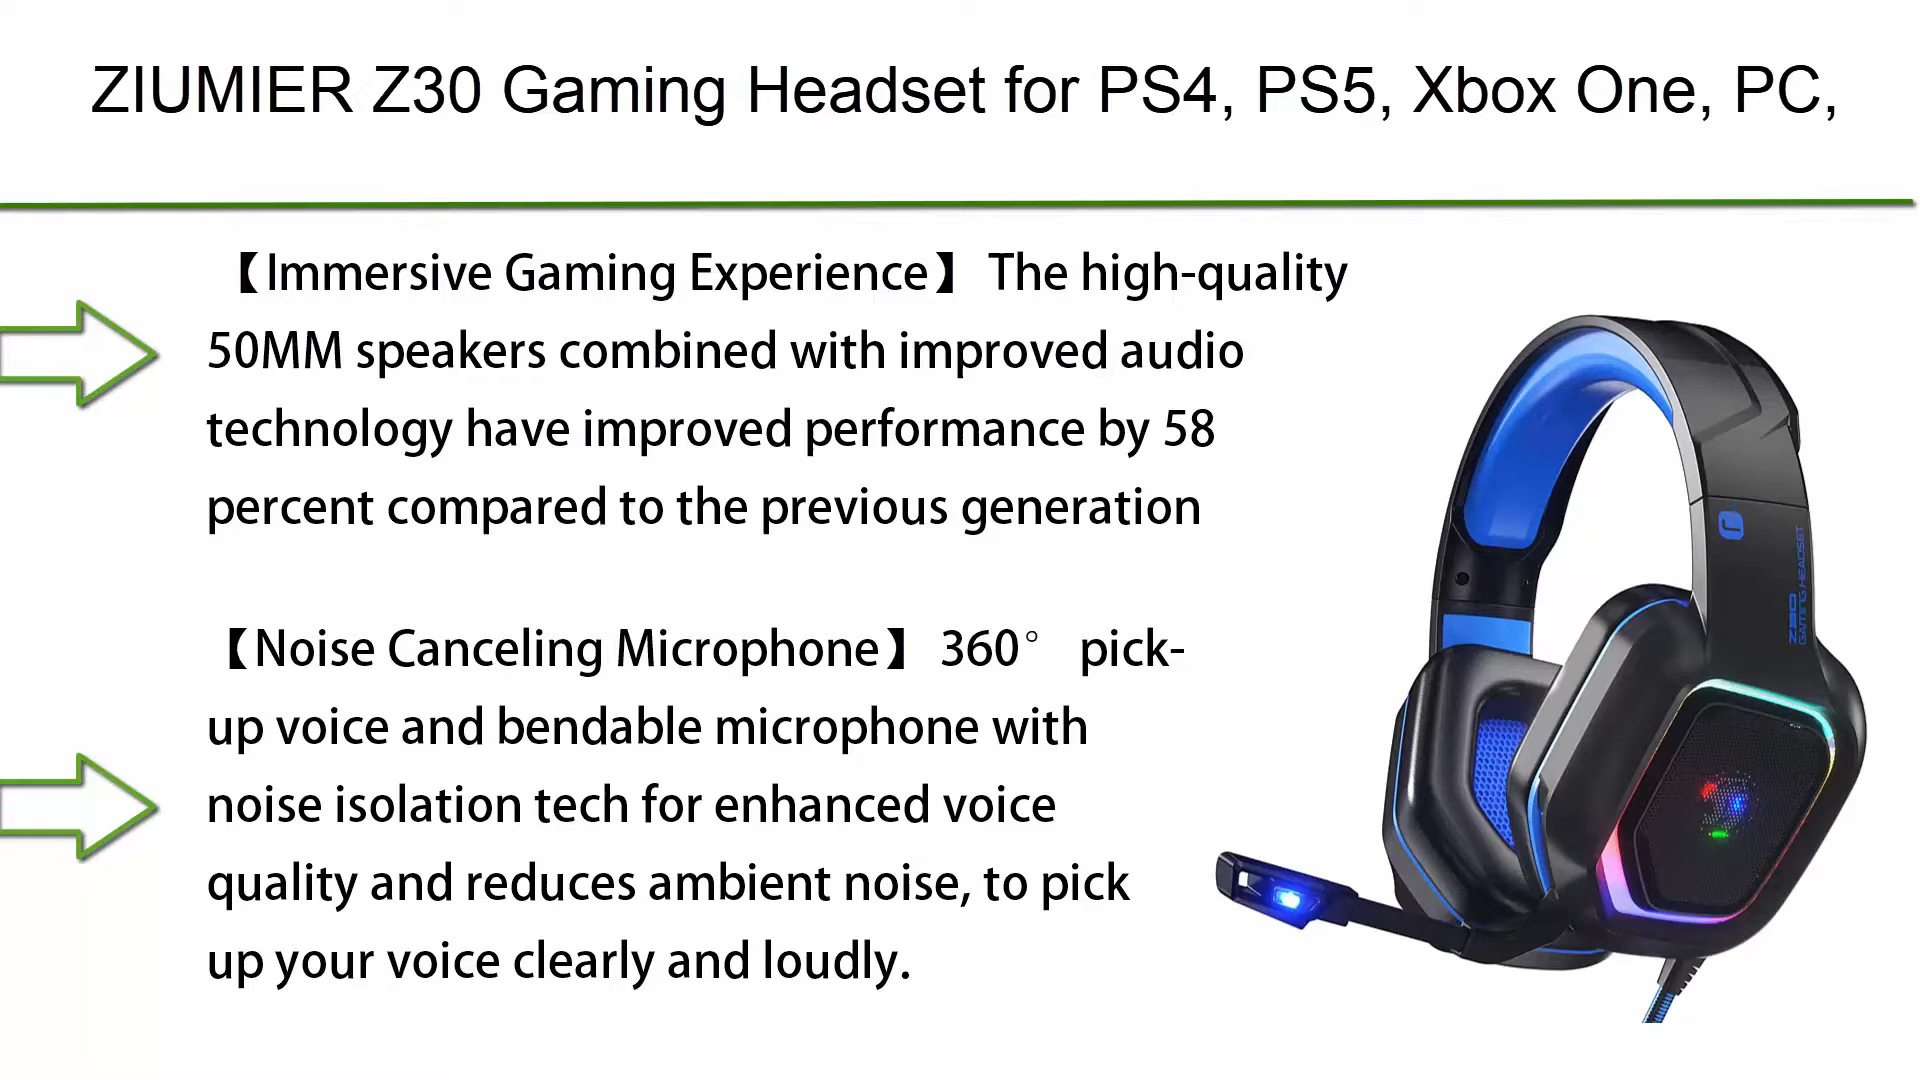 ZIUMIER Z30 Gaming Headset for PS4, PS5, Xbox One, PC,
【Immersive Gaming Experience】 The high-quality
50MM speakers combined with improved audio
technology have improved performance by 58
percent compared to the previous generation
【Noise Canceling Microphone】 360° pick-
up voice and bendable microphone with
noise isolation tech for enhanced voice
quality and reduces ambient noise, to pick
up your voice clearly and loudly.
Z30
GAMING HEADSET